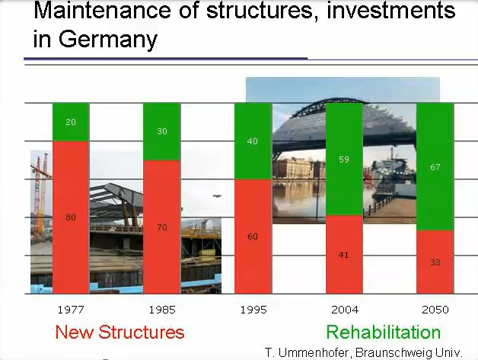 Maintenance of structures, investments
in Germany
20 30 40 59 67
80 70 60 41 33
1977 1985 1995 2004 2050
New Structures Rehabilitation
T. Ummenhofer, Braunschweig Univ.